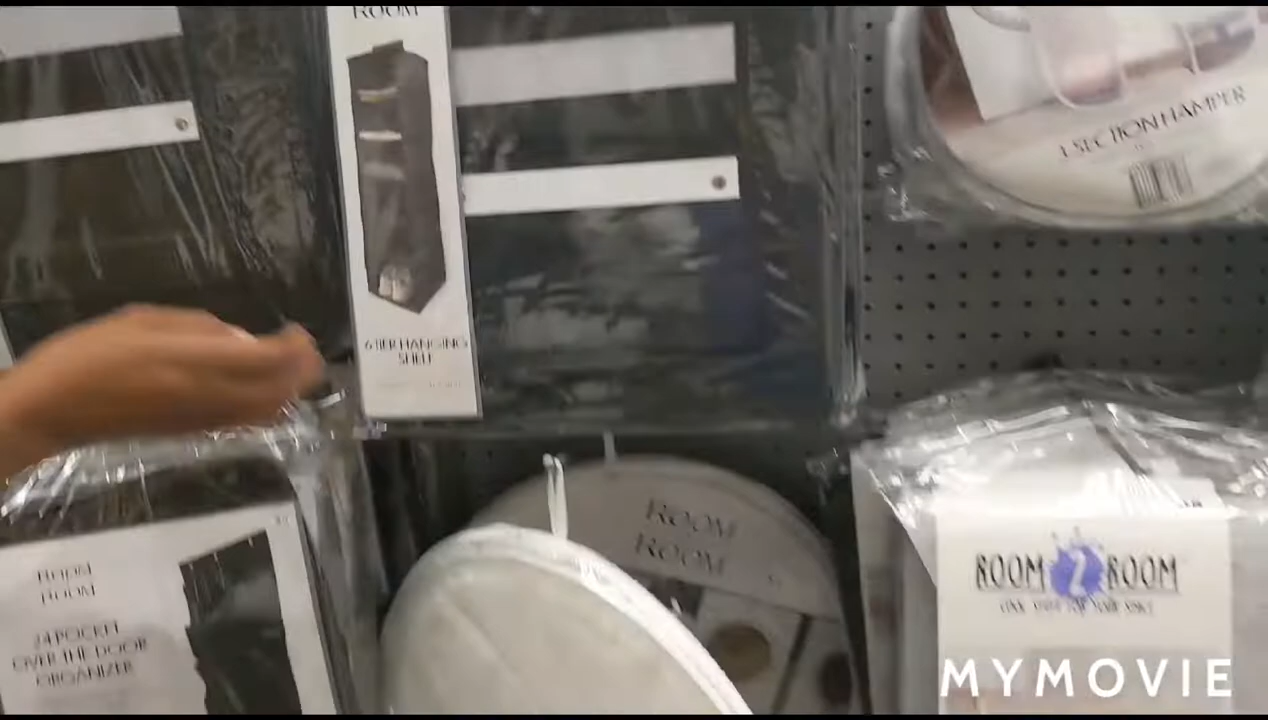 ROOM
1 SECTION HAMPER
6 TIER HANGING
SHELF
ROOM
ROOM
ROOM
ROOM
24 POCKET
OVER THE DOOR
ORGANIZER
ROOM 2 ROOM
MYMOVIE